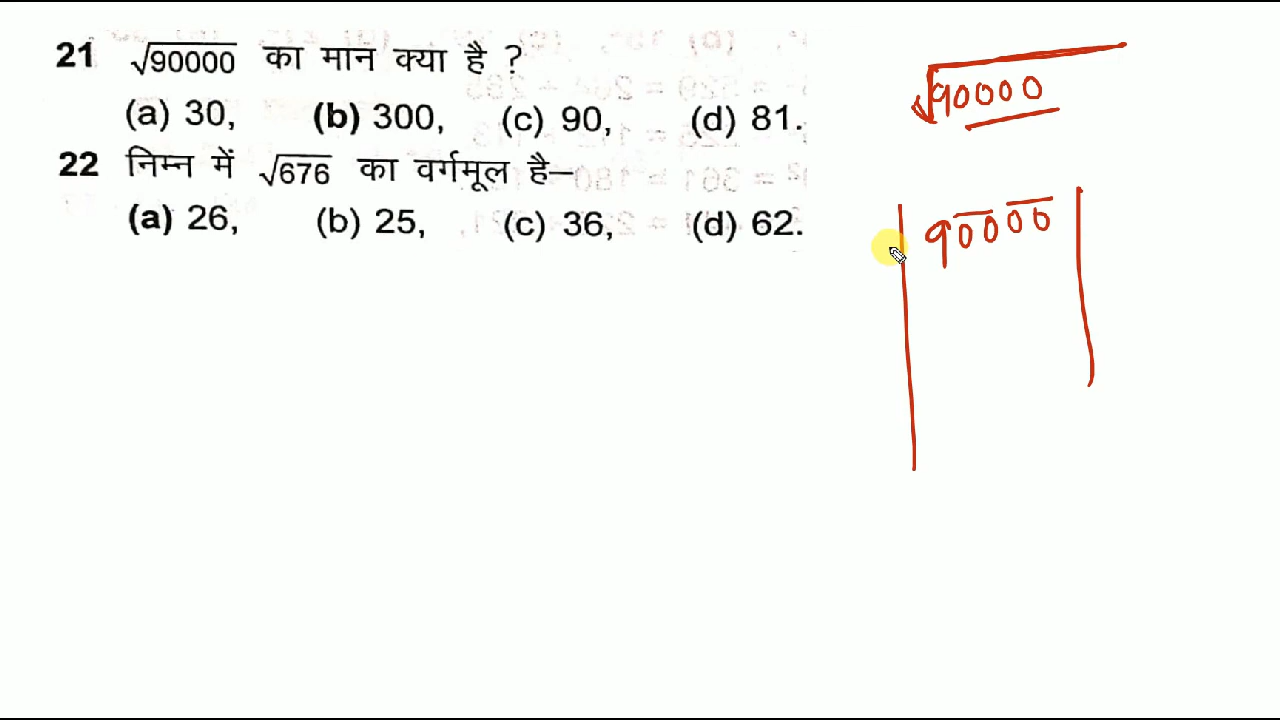 21 √90000 का मान क्या है ?
(a) 30, (b) 300, (c) 90, (d) 81.
22 निम्न में √676 का वर्गमूल है—
(a) 26, (b) 25, (c) 36, (d) 62.
√90000
90000